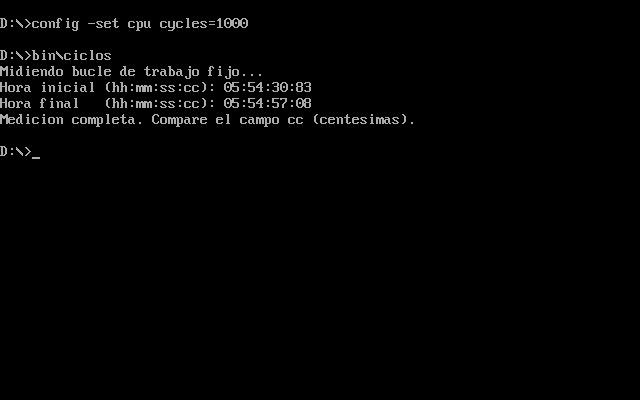 D:\>config -set cpu cycles=1000
D:\>bin\ciclos
Midiendo bucle de trabajo fijo...
Hora inicial (hh:mm:ss:cc): 05:54:30:83
Hora final   (hh:mm:ss:cc): 05:54:57:08
Medicion completa. Compare el campo cc (centesimas).
D:\>_